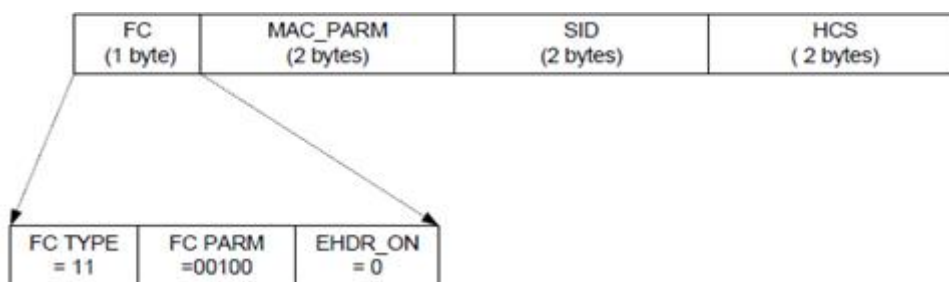 FC
(1 byte)
MAC_PARM
(2 bytes)
SID
(2 bytes)
HCS
( 2 bytes)
FC TYPE
= 11
FC PARM
=00100
EHDR_ON
= 0